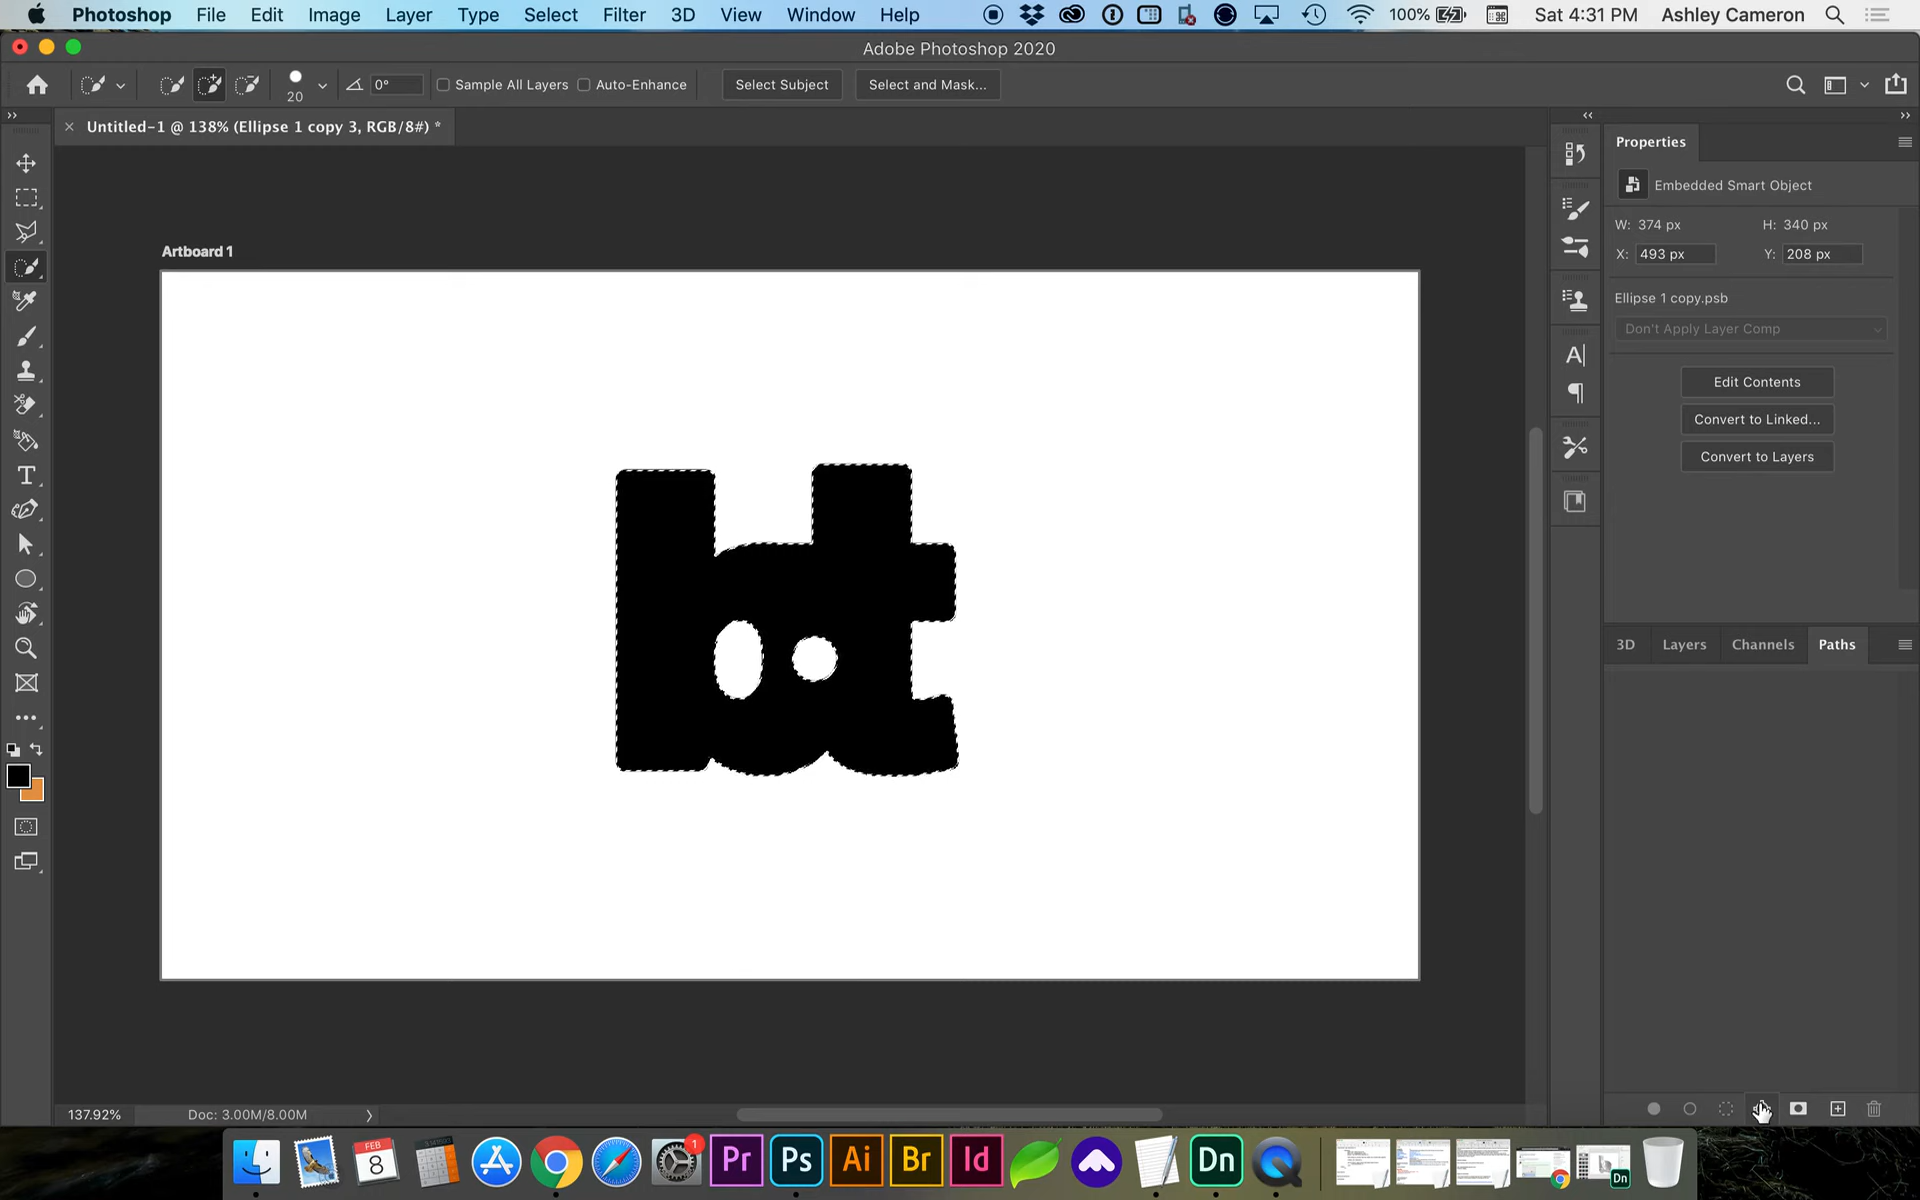 Photoshop File Edit Image Layer Type Select Filter 3D View Window Help 100% Sat 4:31 PM Ashley Cameron
Adobe Photoshop 2020
20 0° Sample All Layers Auto-Enhance Select Subject Select and Mask...
Untitled-1 @ 138% (Ellipse 1 copy 3, RGB/8#) *
Properties
Embedded Smart Object
W: 374 px H: 340 px
X: 493 px Y: 208 px
Ellipse 1 copy.psb
Don't Apply Layer Comp
Edit Contents
Convert to Linked...
Convert to Layers
Artboard 1
bt
3D Layers Channels Paths
137.92% Doc: 3.00M/8.00M
FEB
8
1
Pr Ps Ai Br Id Dn Dn